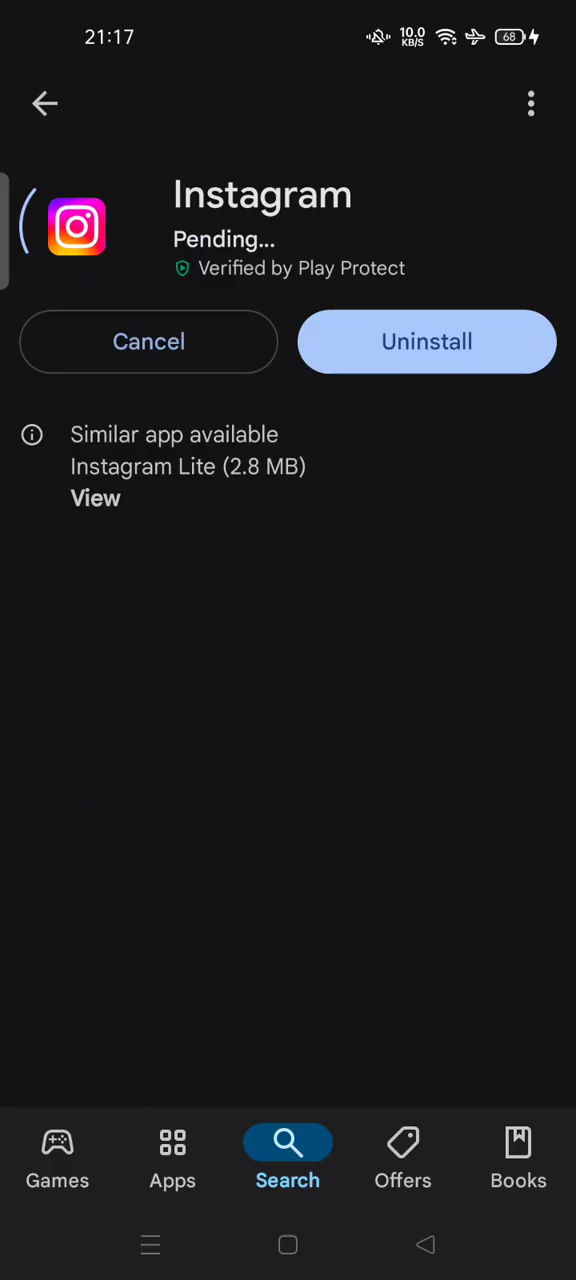 21:17
10.0
KB/S
68
Instagram
Pending...
Verified by Play Protect
Cancel
Uninstall
Similar app available
Instagram Lite (2.8 MB)
View
Games
Apps
Search
Offers
Books